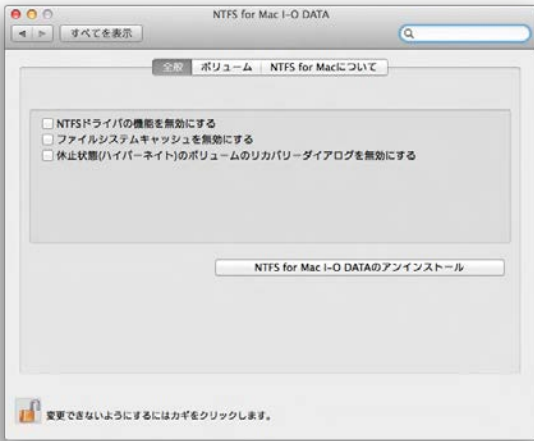 NTFS for Mac I-O DATA
すべてを表示
全般 ボリューム NTFS for Macについて
NTFSドライバの機能を無効にする
ファイルシステムキャッシュを無効にする
休止状態(ハイバーネイト)のボリュームのリカバリーダイアログを無効にする
NTFS for Mac I-O DATAのアンインストール
変更できないようにするにはカギをクリックします。